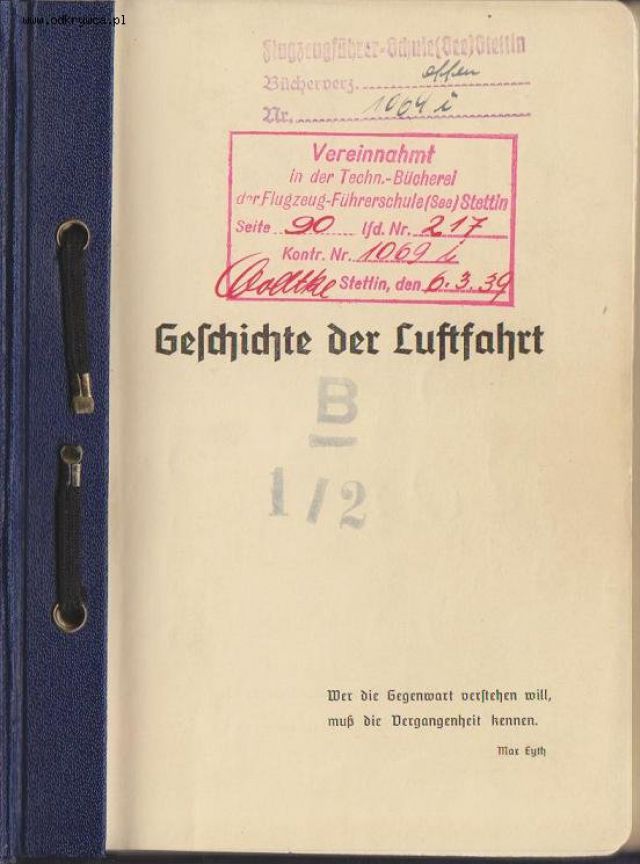 www.odkrywca.pl
Flugzeugführer-Schule(See)Stettin
Bücherverz. offen
Nr. 1069 i
Vereinnahmt
in der Techn.-Bücherei
der Flugzeug-Führerschule(See) Stettin
Seite 90 lfd. Nr. 217
Kontr. Nr. 1069 i
Stettin, den 6.3.39
Geſchichte der Luftfahrt
B
1/2
Wer die Gegenwart verſtehen will,
muß die Vergangenheit kennen.
Max Eyth